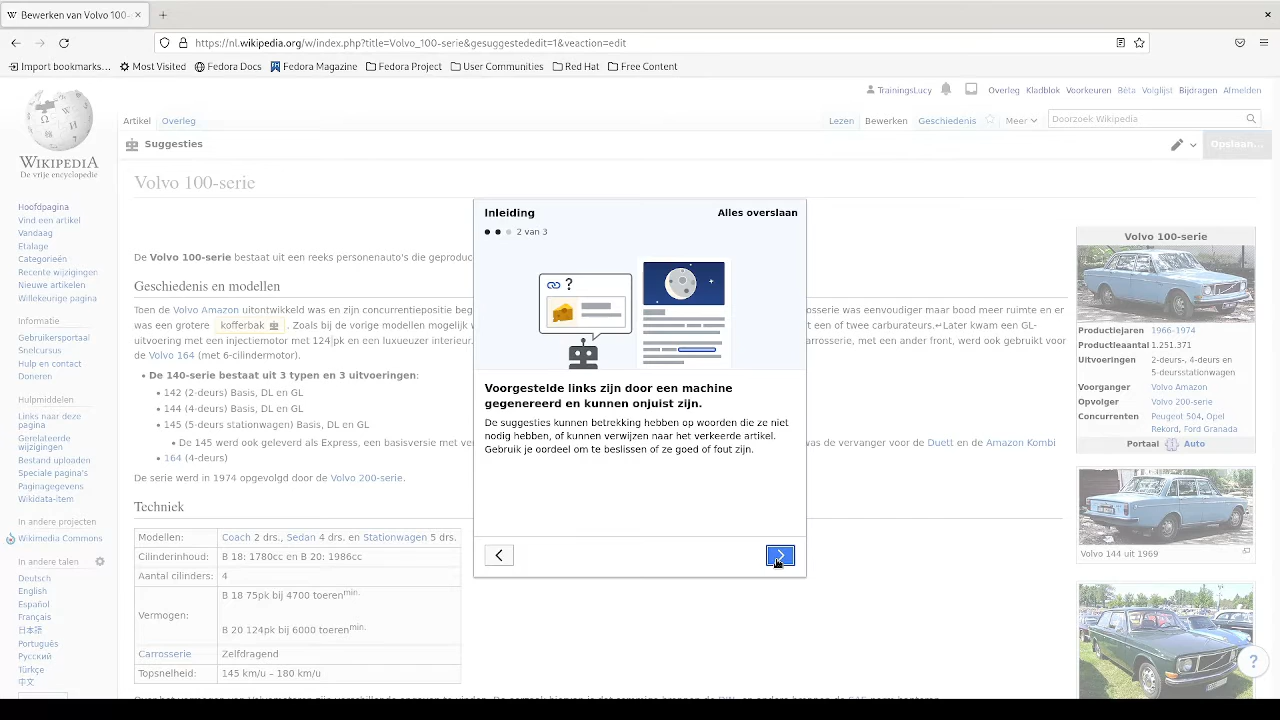 Bewerken van Volvo 100-
https://nl.wikipedia.org/w/index.php?title=Volvo_100-serie&gesuggestededit=1&veaction=edit
Import bookmarks... Most Visited Fedora Docs Fedora Magazine Fedora Project User Communities Red Hat Free Content
TrainingsLucy Overleg Kladblok Voorkeuren Bèta Volglijst Bijdragen Afmelden
Artikel Overleg Lezen Bewerken Geschiedenis Meer Doorzoek Wikipedia
Suggesties Opslaan...
WIKIPEDIA
De vrije encyclopedie
Hoofdpagina
Vind een artikel
Vandaag
Etalage
Categorieën
Recente wijzigingen
Nieuwe artikelen
Willekeurige pagina
Informatie
Gebruikersportaal
Snelcursus
Hulp en contact
Doneren
Hulpmiddelen
Links naar deze
pagina
Gerelateerde
wijzigingen
Bestand uploaden
Speciale pagina's
Paginagegevens
Wikidata-item
In andere projecten
Wikimedia Commons
In andere talen
Deutsch
English
Español
Français
日本語
Português
Русский
Türkçe
中文
Volvo 100-serie
De Volvo 100-serie bestaat uit een reeks personenauto's die geproduc
Geschiedenis en modellen
Toen de Volvo Amazon uitontwikkeld was en zijn concurrentiepositie beg
osserie was eenvoudiger maar bood meer ruimte en er
was een grotere kofferbak . Zoals bij de vorige modellen mogelijk w
t een of twee carburateurs.↵Later kwam een GL-
uitvoering met een injectiemotor met 124pk en een luxueuzer interieur.
arrosserie, met een ander front, werd ook gebruikt voor
de Volvo 164 (met 6-cilindermotor).
• De 140-serie bestaat uit 3 typen en 3 uitvoeringen:
• 142 (2-deurs) Basis, DL en GL
• 144 (4-deurs) Basis, DL en GL
• 145 (5-deurs stationwagen) Basis, DL en GL
• De 145 werd ook geleverd als Express, een basisversie met ver
was de vervanger voor de Duett en de Amazon Kombi
• 164 (4-deurs)
De serie werd in 1974 opgevolgd door de Volvo 200-serie.
Techniek
Modellen: Coach 2 drs., Sedan 4 drs. en Stationwagen 5 drs.
Cilinderinhoud: B 18: 1780cc en B 20: 1986cc
Aantal cilinders: 4
Vermogen: B 18 75pk bij 4700 toeren min.
B 20 124pk bij 6000 toeren min.
Carrosserie Zelfdragend
Topsnelheid: 145 km/u – 180 km/u
Inleiding Alles overslaan
2 van 3
?
Voorgestelde links zijn door een machine
gegenereerd en kunnen onjuist zijn.
De suggesties kunnen betrekking hebben op woorden die ze niet
nodig hebben, of kunnen verwijzen naar het verkeerde artikel.
Gebruik je oordeel om te beslissen of ze goed of fout zijn.
Volvo 100-serie
Productiejaren 1966-1974
Productieaantal 1.251.371
Uitvoeringen 2-deurs-, 4-deurs en
5-deursstationwagen
Voorganger Volvo Amazon
Opvolger Volvo 200-serie
Concurrenten Peugeot 504, Opel
Rekord, Ford Granada
Portaal Auto
Volvo 144 uit 1969
?